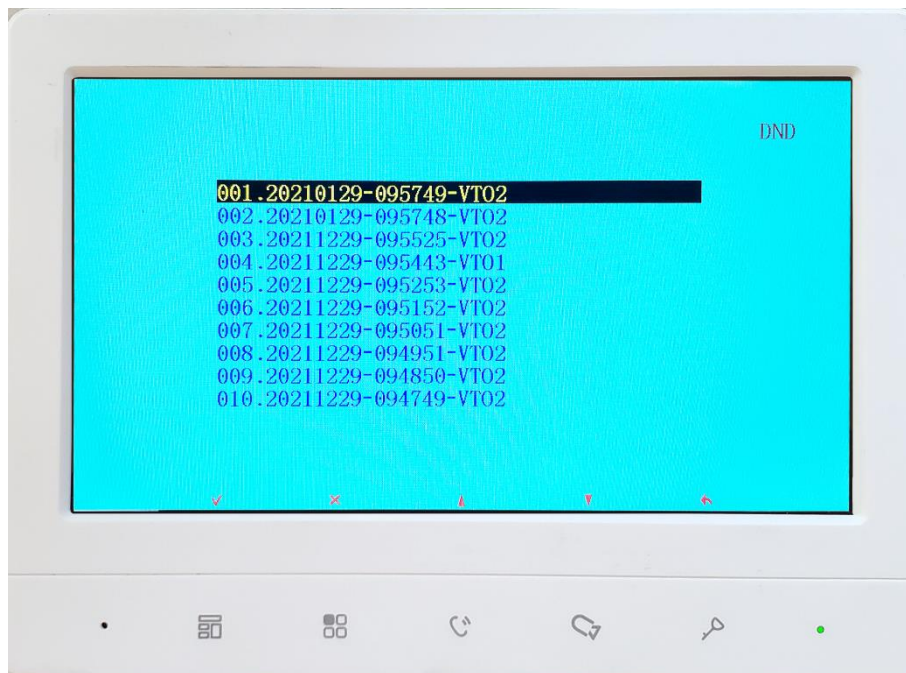 DND
001.20210129-095749-VTO2
002.20210129-095748-VTO2
003.20211229-095525-VTO2
004.20211229-095443-VTO1
005.20211229-095253-VTO2
006.20211229-095152-VTO2
007.20211229-095051-VTO2
008.20211229-094951-VTO2
009.20211229-094850-VTO2
010.20211229-094749-VTO2